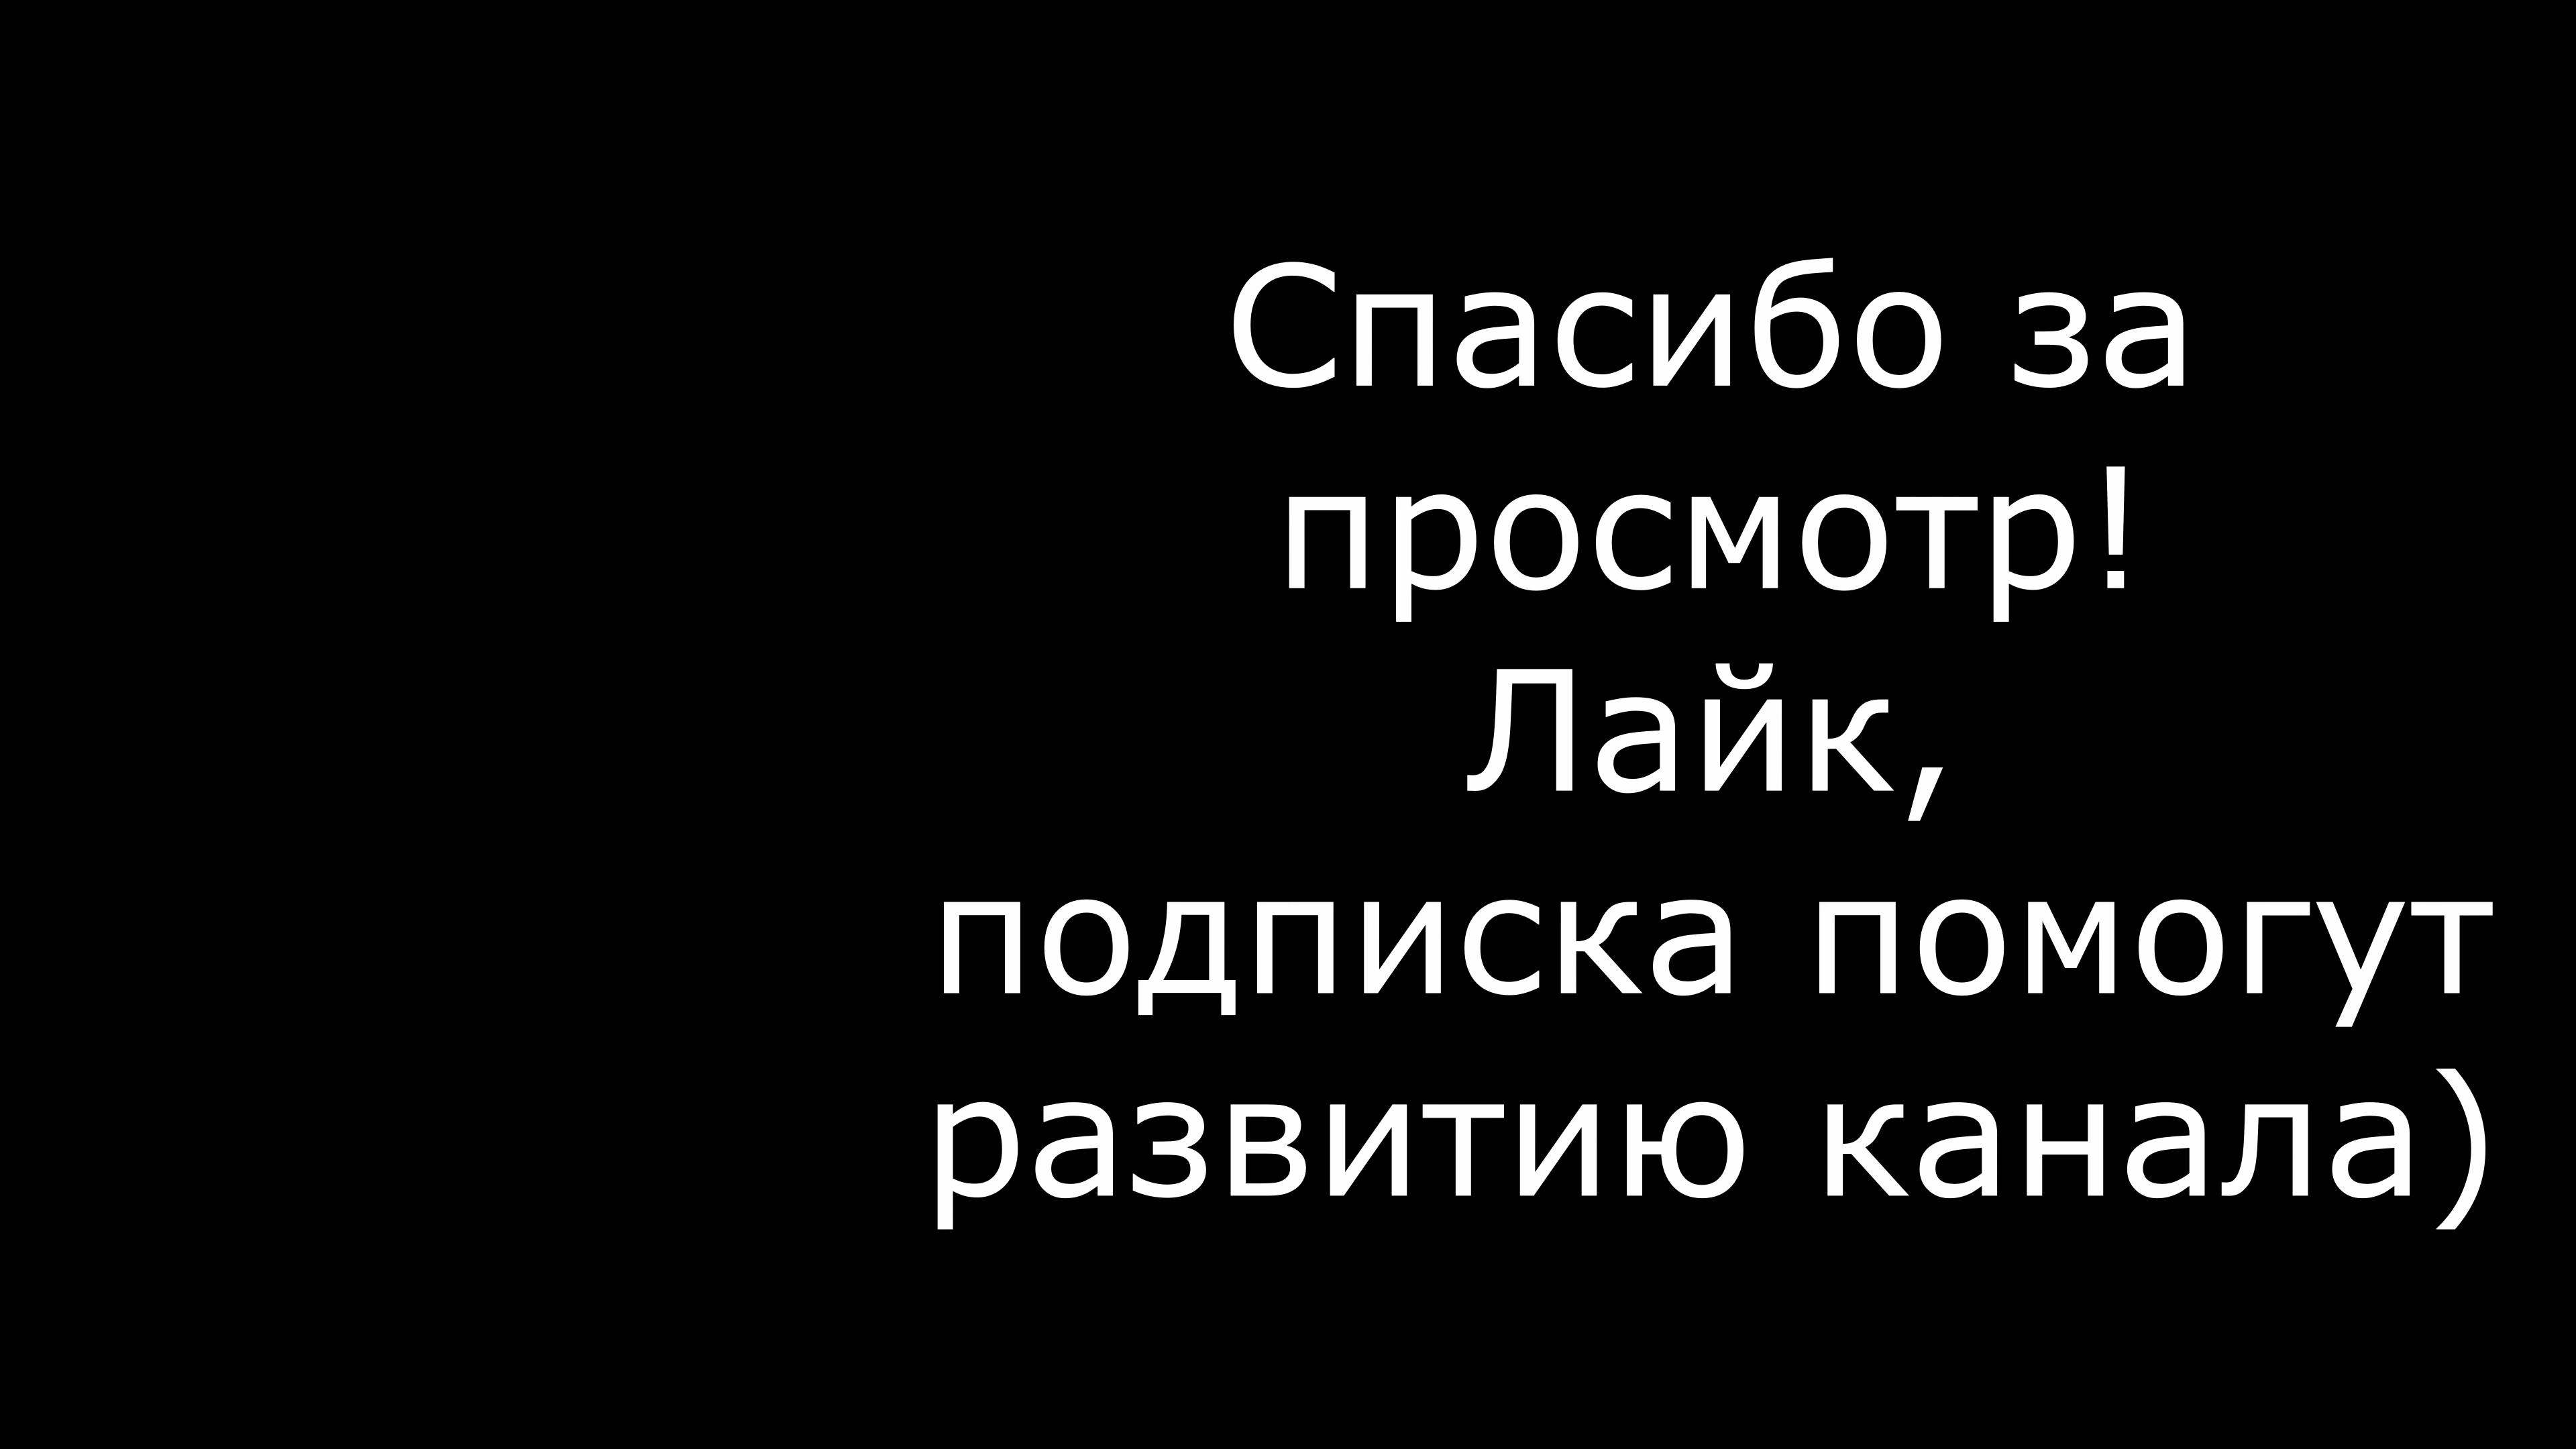 Спасибо за
просмотр!
Лайк,
подписка помогут
развитию канала)